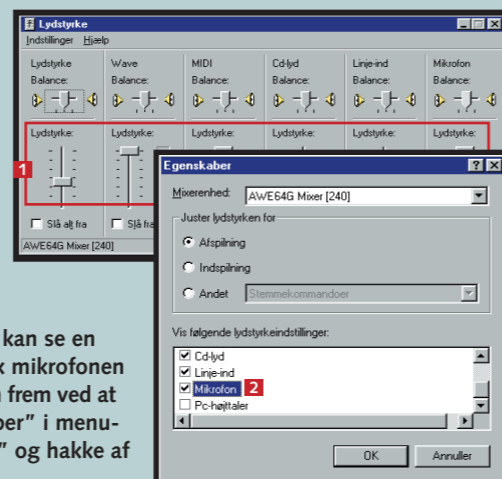 Lydstyrke
Indstillinger Hjælp
Lydstyrke Wave MIDI Cd-lyd Linje-ind Mikrofon
Balance: Balance: Balance: Balance: Balance: Balance:
Lydstyrke: Lydstyrke: Lydstyrke: Lydstyrke: Lydstyrke: Lydstyrke:
1
Slå alt fra Slå fra
AWE64G Mixer [240]
Egenskaber
Mixerenhed: AWE64G Mixer [240]
Juster lydstyrken for
Afspilning
Indspilning
Andet Stemmekommandoer
Vis følgende lydstyrkeindstillinger:
Cd-lyd
Linje-ind
Mikrofon 2
Pc-højttaler
OK Annuller
kan se en
mikrofonen
frem ved at
i menu-
og hakke af